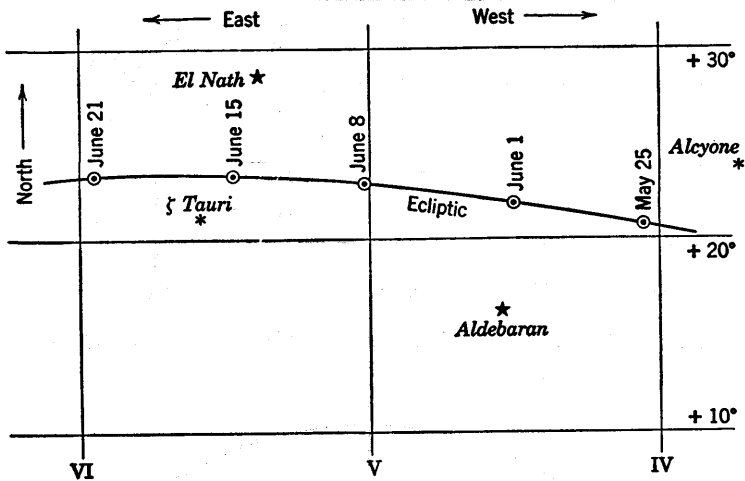 East West
+ 30°
El Nath
North
June 21
June 15
June 8
June 1
May 25
Alcyone
ζ Tauri
Ecliptic
+ 20°
Aldebaran
+ 10°
VI V IV